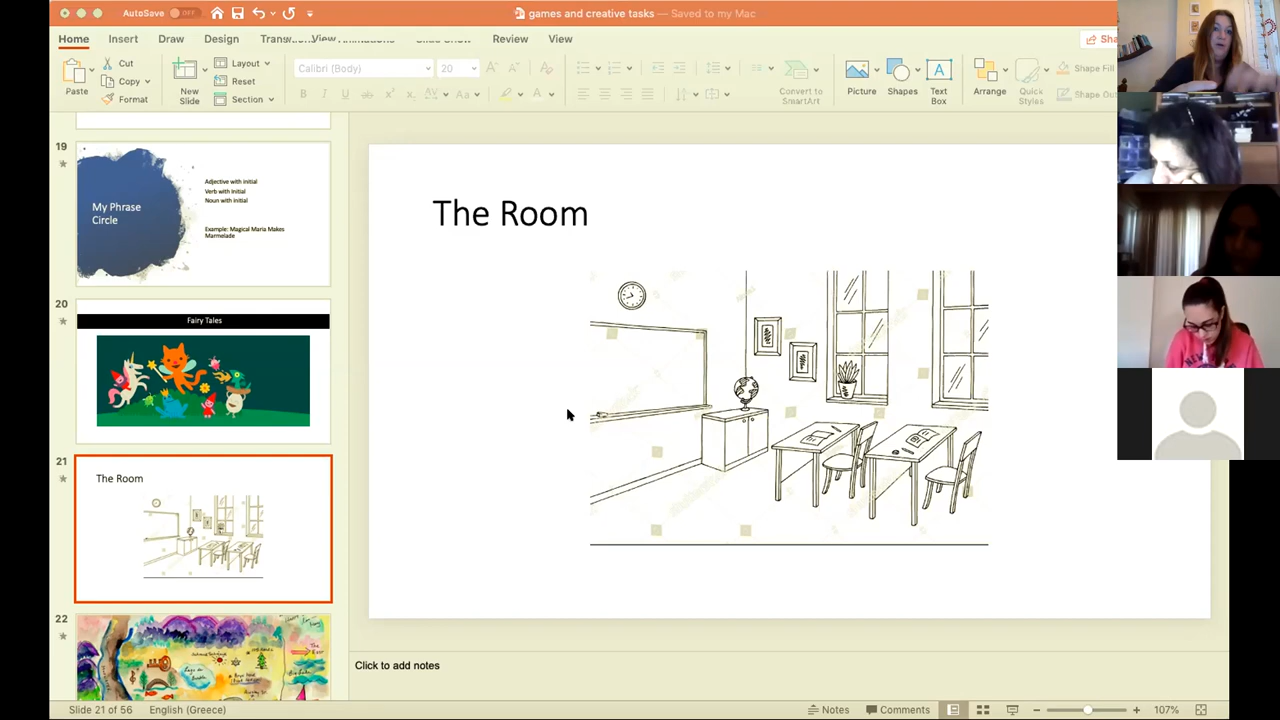 AutoSave OFF games and creative tasks — Saved to my Mac
Home Insert Draw Design Review View
Share
Paste Cut Copy Format
New Slide Layout Reset Section
Calibri (Body) 20
Convert to SmartArt
Picture Shapes Text Box Arrange Quick Styles Shape Fill
19
My Phrase Circle
Adjective with initial
Verb with initial
Noun with initial
Example: Magical Maria Makes
Marmelade
20
Fairy Tales
21
The Room
22
The Room
Click to add notes
Slide 21 of 56 English (Greece) Notes Comments 107%